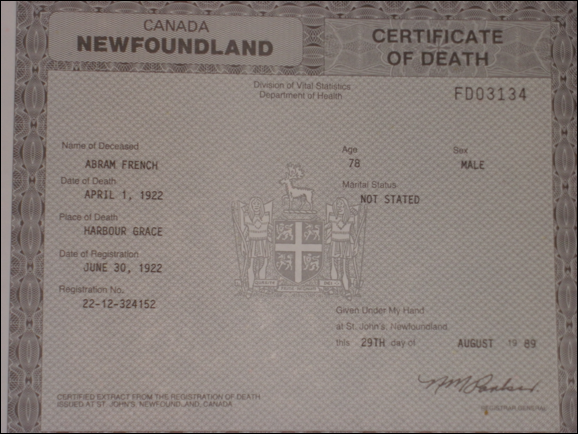 CANADA
NEWFOUNDLAND
CERTIFICATE
OF DEATH
Division of Vital Statistics
Department of Health
FD03134
Name of Deceased
ABRAM FRENCH
Age
78
Sex
MALE
Date of Death
APRIL 1, 1922
Marital Status
NOT STATED
Place of Death
HARBOUR GRACE
Date of Registration
JUNE 30, 1922
Registration No.
22-12-324152
Given Under My Hand
at St. John's, Newfoundland
this 29TH day of AUGUST 19 89
REGISTRAR GENERAL
CERTIFIED EXTRACT FROM THE REGISTRATION OF DEATH
ISSUED AT ST. JOHN'S, NEWFOUNDLAND, CANADA